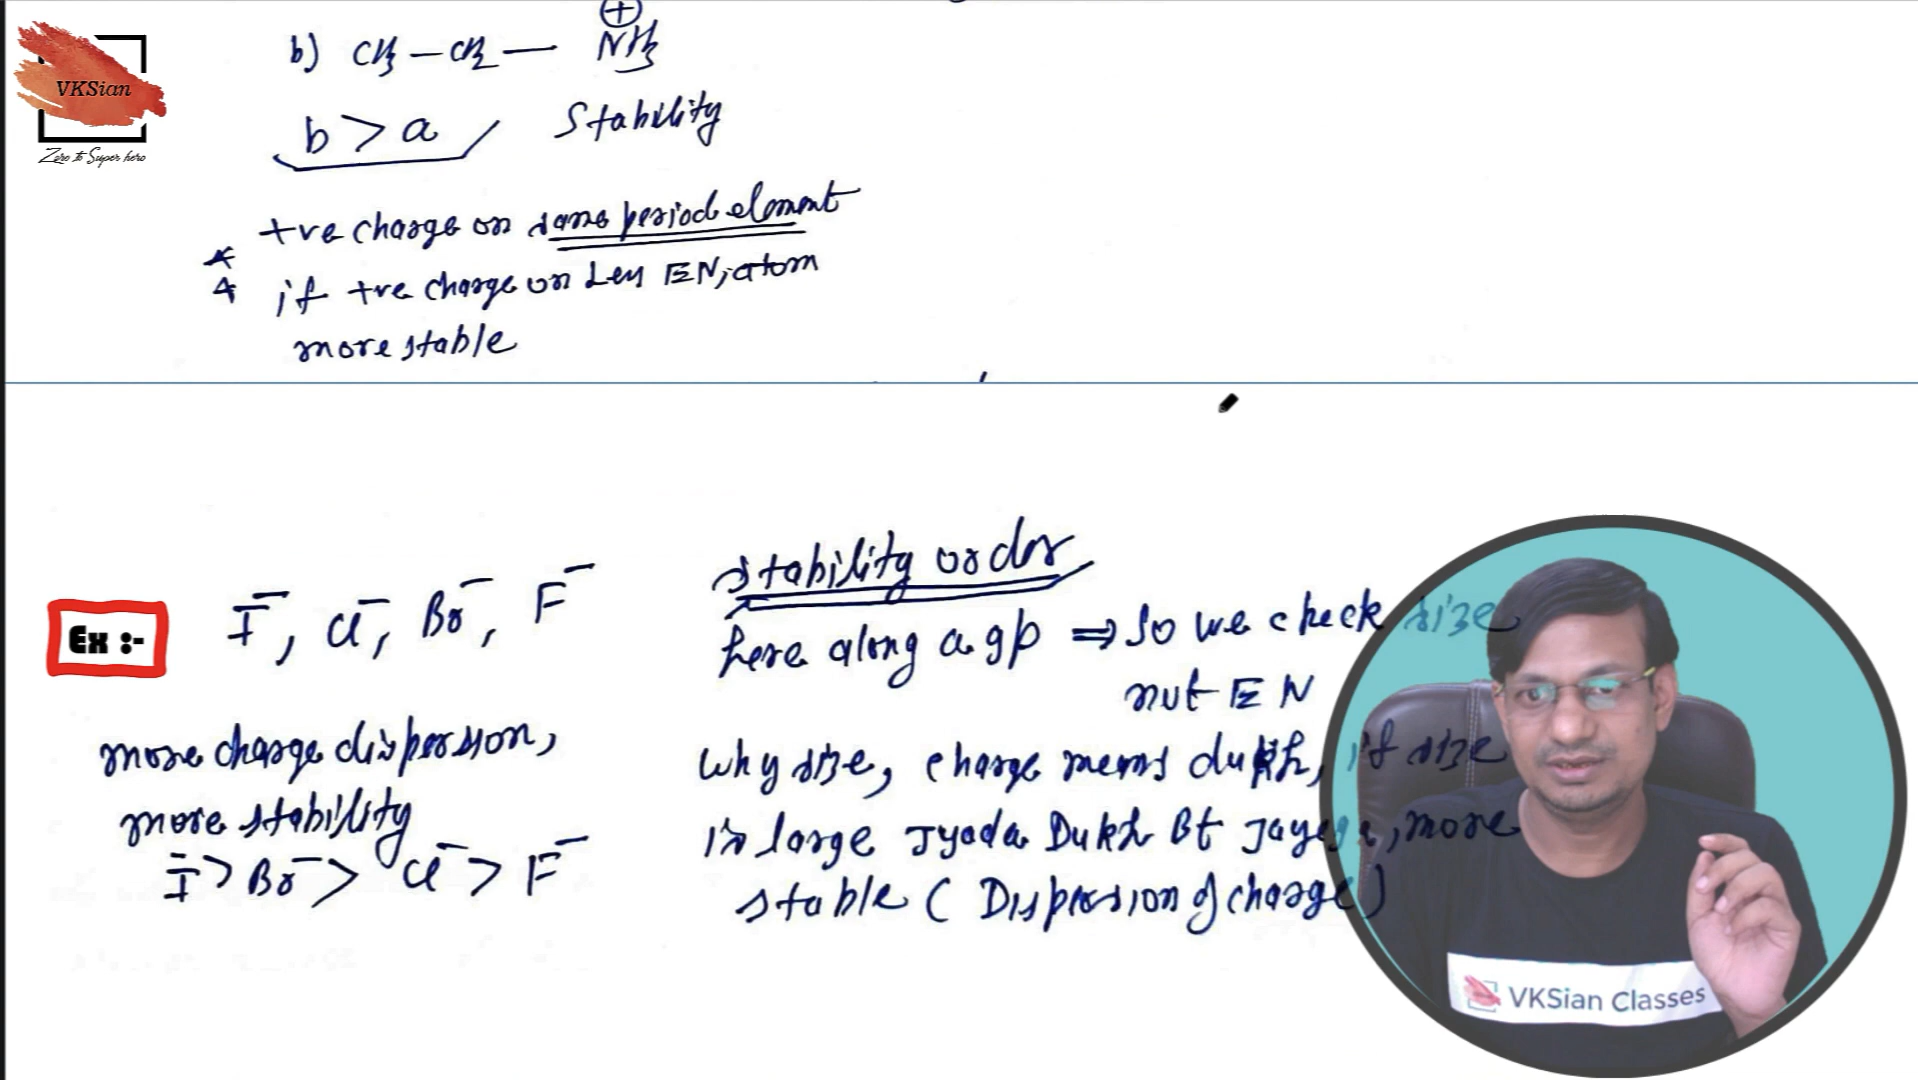 VKSian
Zero to Super hero
b) CH3 – CH2 — NH3 ⊕
b > a Stability
+ve charge on same period element
if +ve charge on Less EN, atom
more stable
Ex :-
I⁻, Cl⁻, Br⁻, F⁻
more charge dispersion,
more stability
I⁻ > Br⁻ > Cl⁻ > F⁻
stability order
here along a gp ⇒ so we check size
not EN
why size, charge means dukh, if size
is large Jyada Dukh Bt Jayega, more
stable ( Dispersion of charge)
VKSian Classes